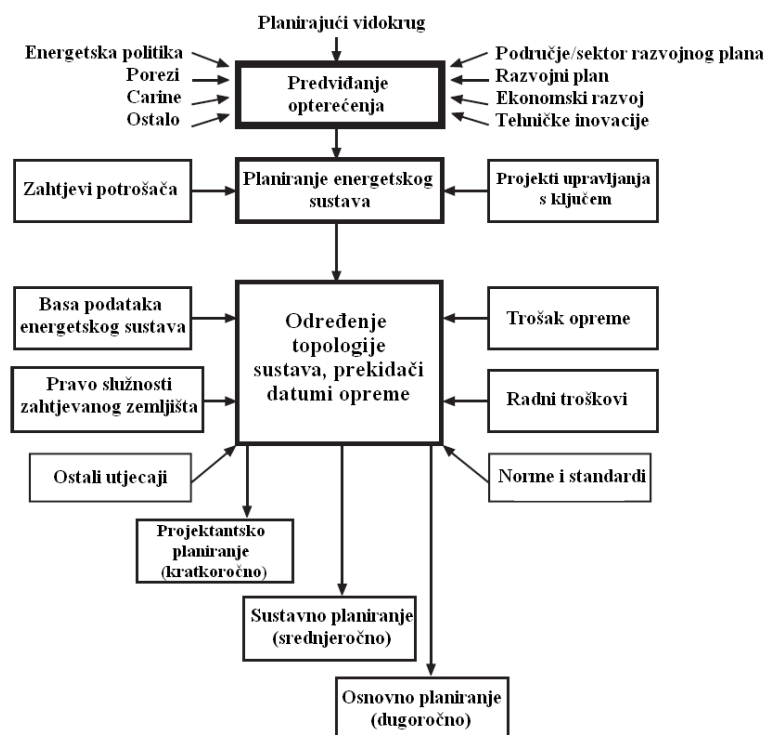 Planirajući vidokrug
Energetska politika
Porezi
Carine
Ostalo
Predviđanje
opterećenja
Područje/sektor razvojnog plana
Razvojni plan
Ekonomski razvoj
Tehničke inovacije
Zahtjevi potrošača
Planiranje energetskog
sustava
Projekti upravljanja
s ključem
Basa podataka
energetskog sustava
Određenje
topologije
sustava, prekidači
datumi opreme
Trošak opreme
Pravo služnosti
zahtjevanog zemljišta
Radni troškovi
Ostali utjecaji
Norme i standardi
Projektantsko
planiranje
(kratkoročno)
Sustavno planiranje
(srednjeročno)
Osnovno planiranje
(dugoročno)